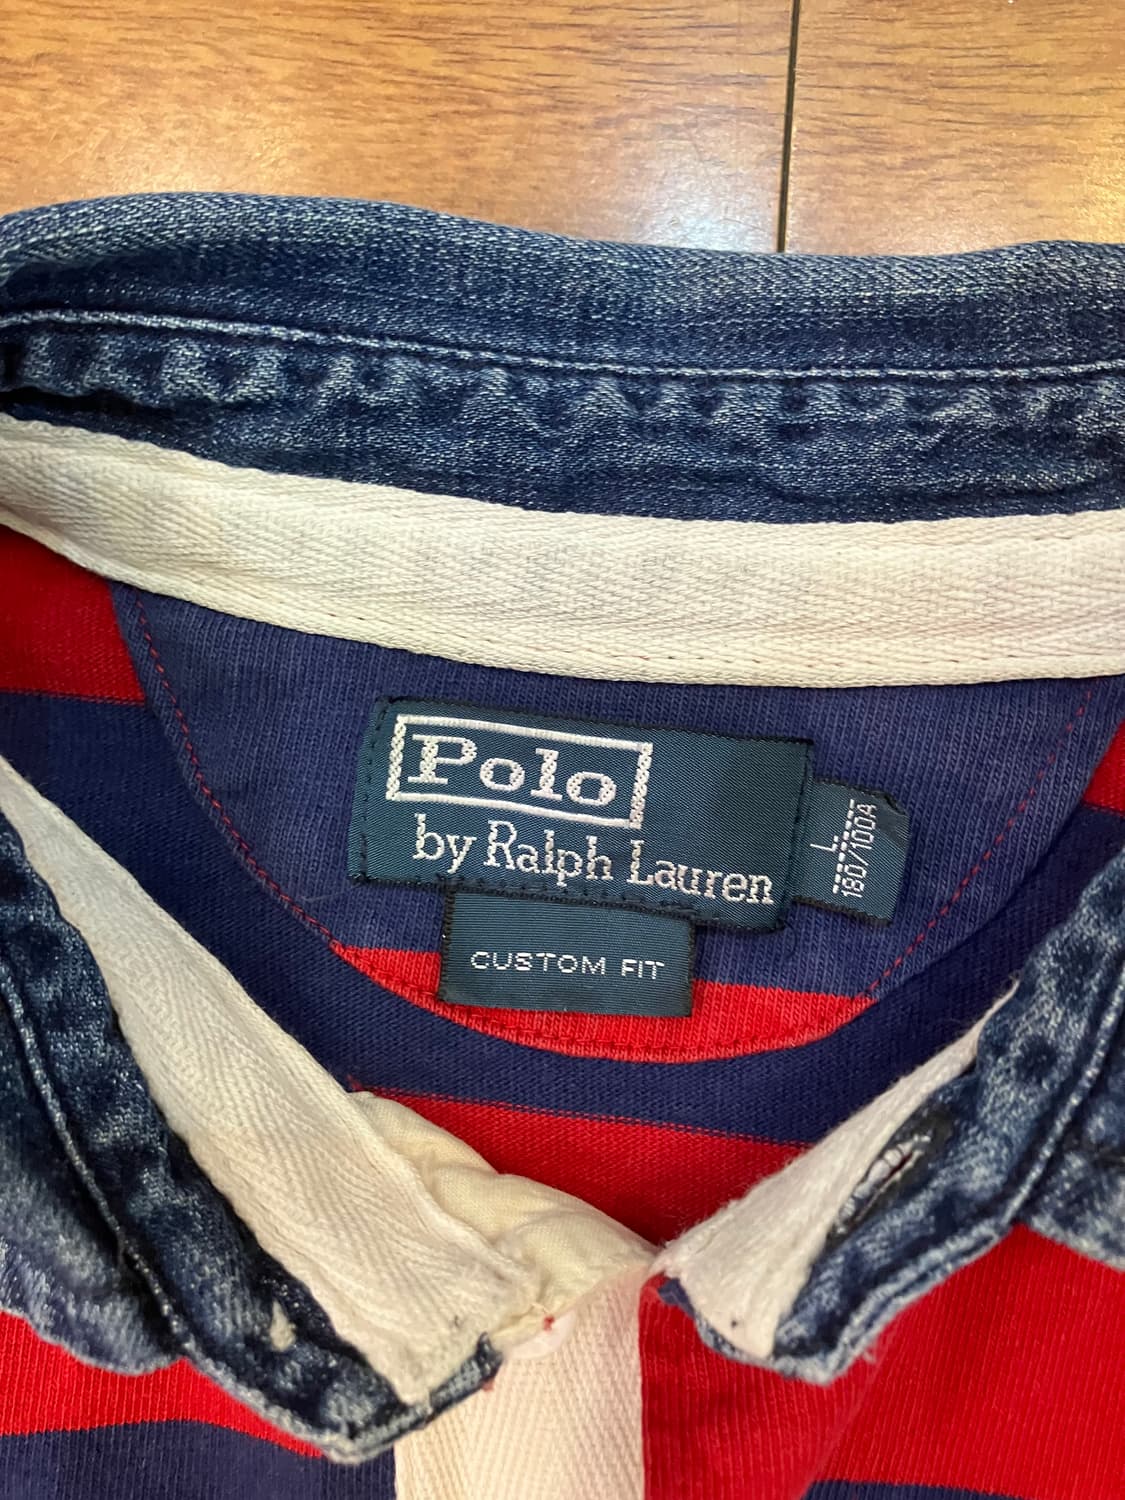 Polo
by Ralph Lauren
L
180/100A
CUSTOM FIT